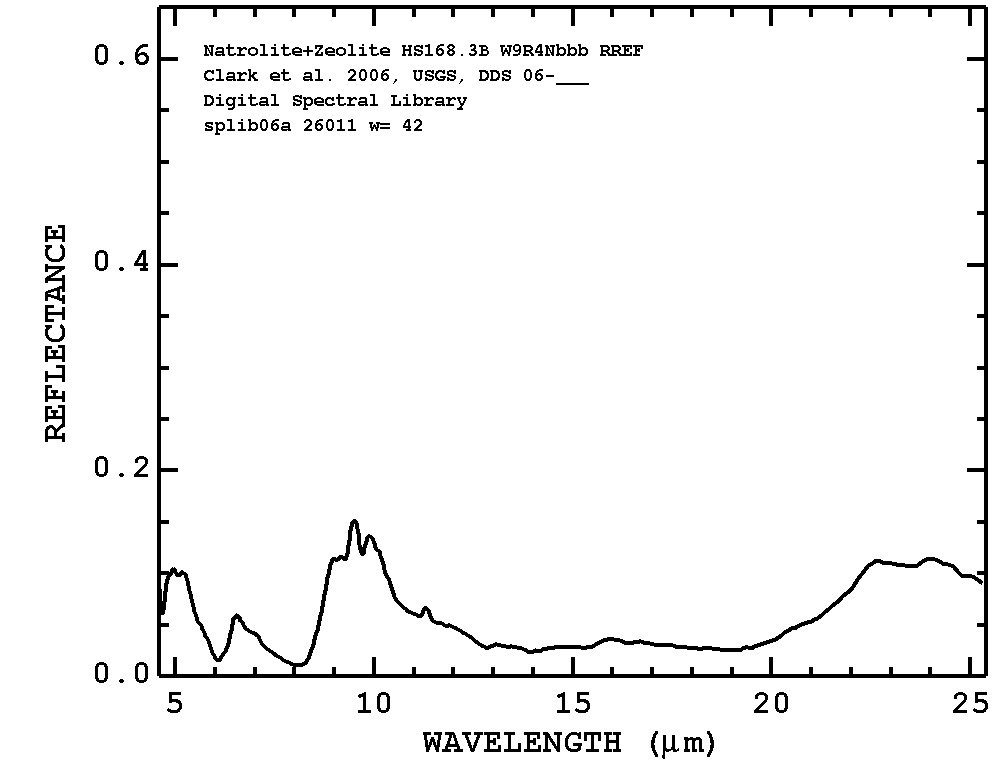 Natrolite+Zeolite HS168.3B W9R4Nbbb RREF
Clark et al. 2006, USGS, DDS 06-___
Digital Spectral Library
splib06a 26011 w= 42
REFLECTANCE
0.6
0.4
0.2
0.0
5 10 15 20 25
WAVELENGTH (μm)